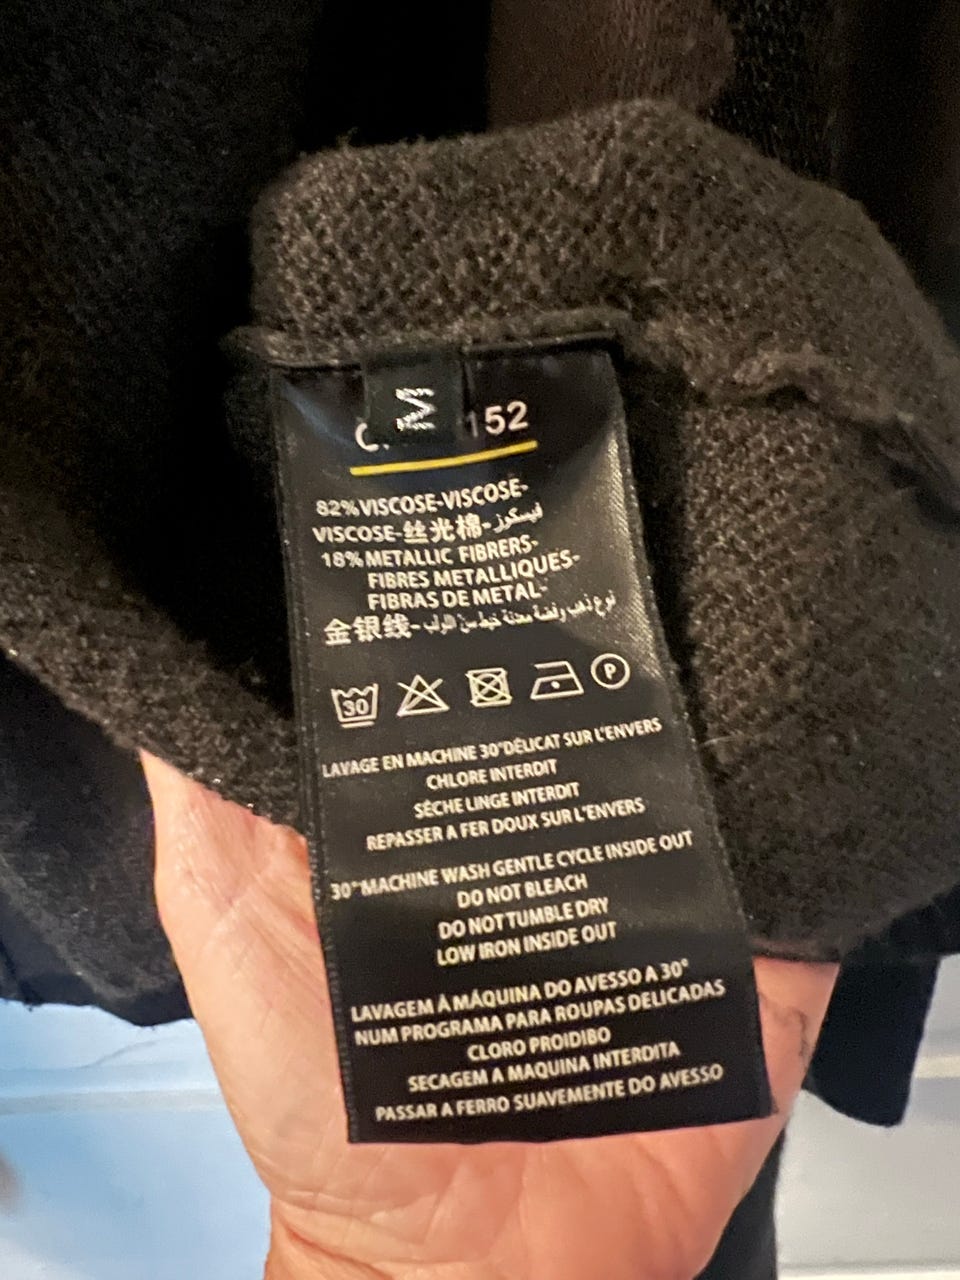 M
152
82%VISCOSE-VISCOSE-
VISCOSE-丝光棉-فيسكوز
18%METALLIC FIBRERS-
FIBRES METALLIQUES-
FIBRAS DE METAL-
金银线-
30
P
LAVAGE EN MACHINE 30°DÉLICAT SUR L'ENVERS
CHLORE INTERDIT
SÈCHE LINGE INTERDIT
REPASSER A FER DOUX SUR L'ENVERS
30°MACHINE WASH GENTLE CYCLE INSIDE OUT
DO NOT BLEACH
DO NOT TUMBLE DRY
LOW IRON INSIDE OUT
LAVAGEM À MÁQUINA DO AVESSO A 30°
NUM PROGRAMA PARA ROUPAS DELICADAS
CLORO PROIDIBO
SECAGEM A MAQUINA INTERDITA
PASSAR A FERRO SUAVEMENTE DO AVESSO